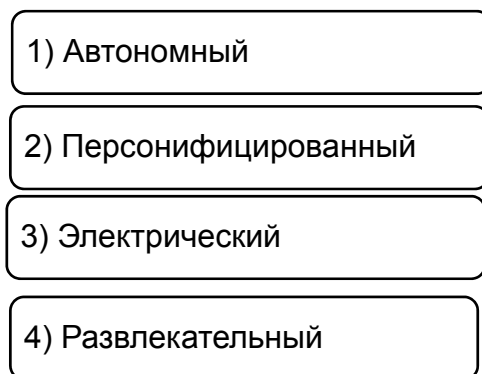 1) Автономный
2) Персонифицированный
3) Электрический
4) Развлекательный